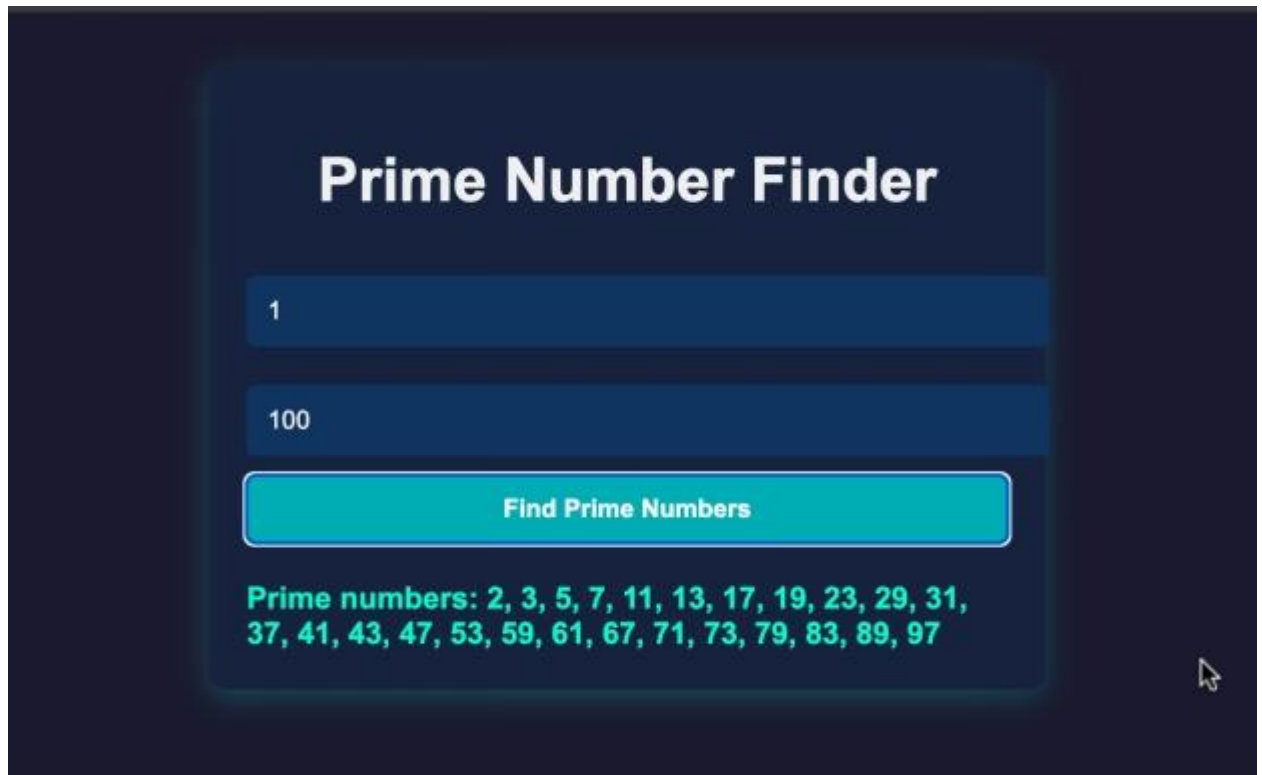 Prime Number Finder
1
100
Find Prime Numbers
Prime numbers: 2, 3, 5, 7, 11, 13, 17, 19, 23, 29, 31,
37, 41, 43, 47, 53, 59, 61, 67, 71, 73, 79, 83, 89, 97